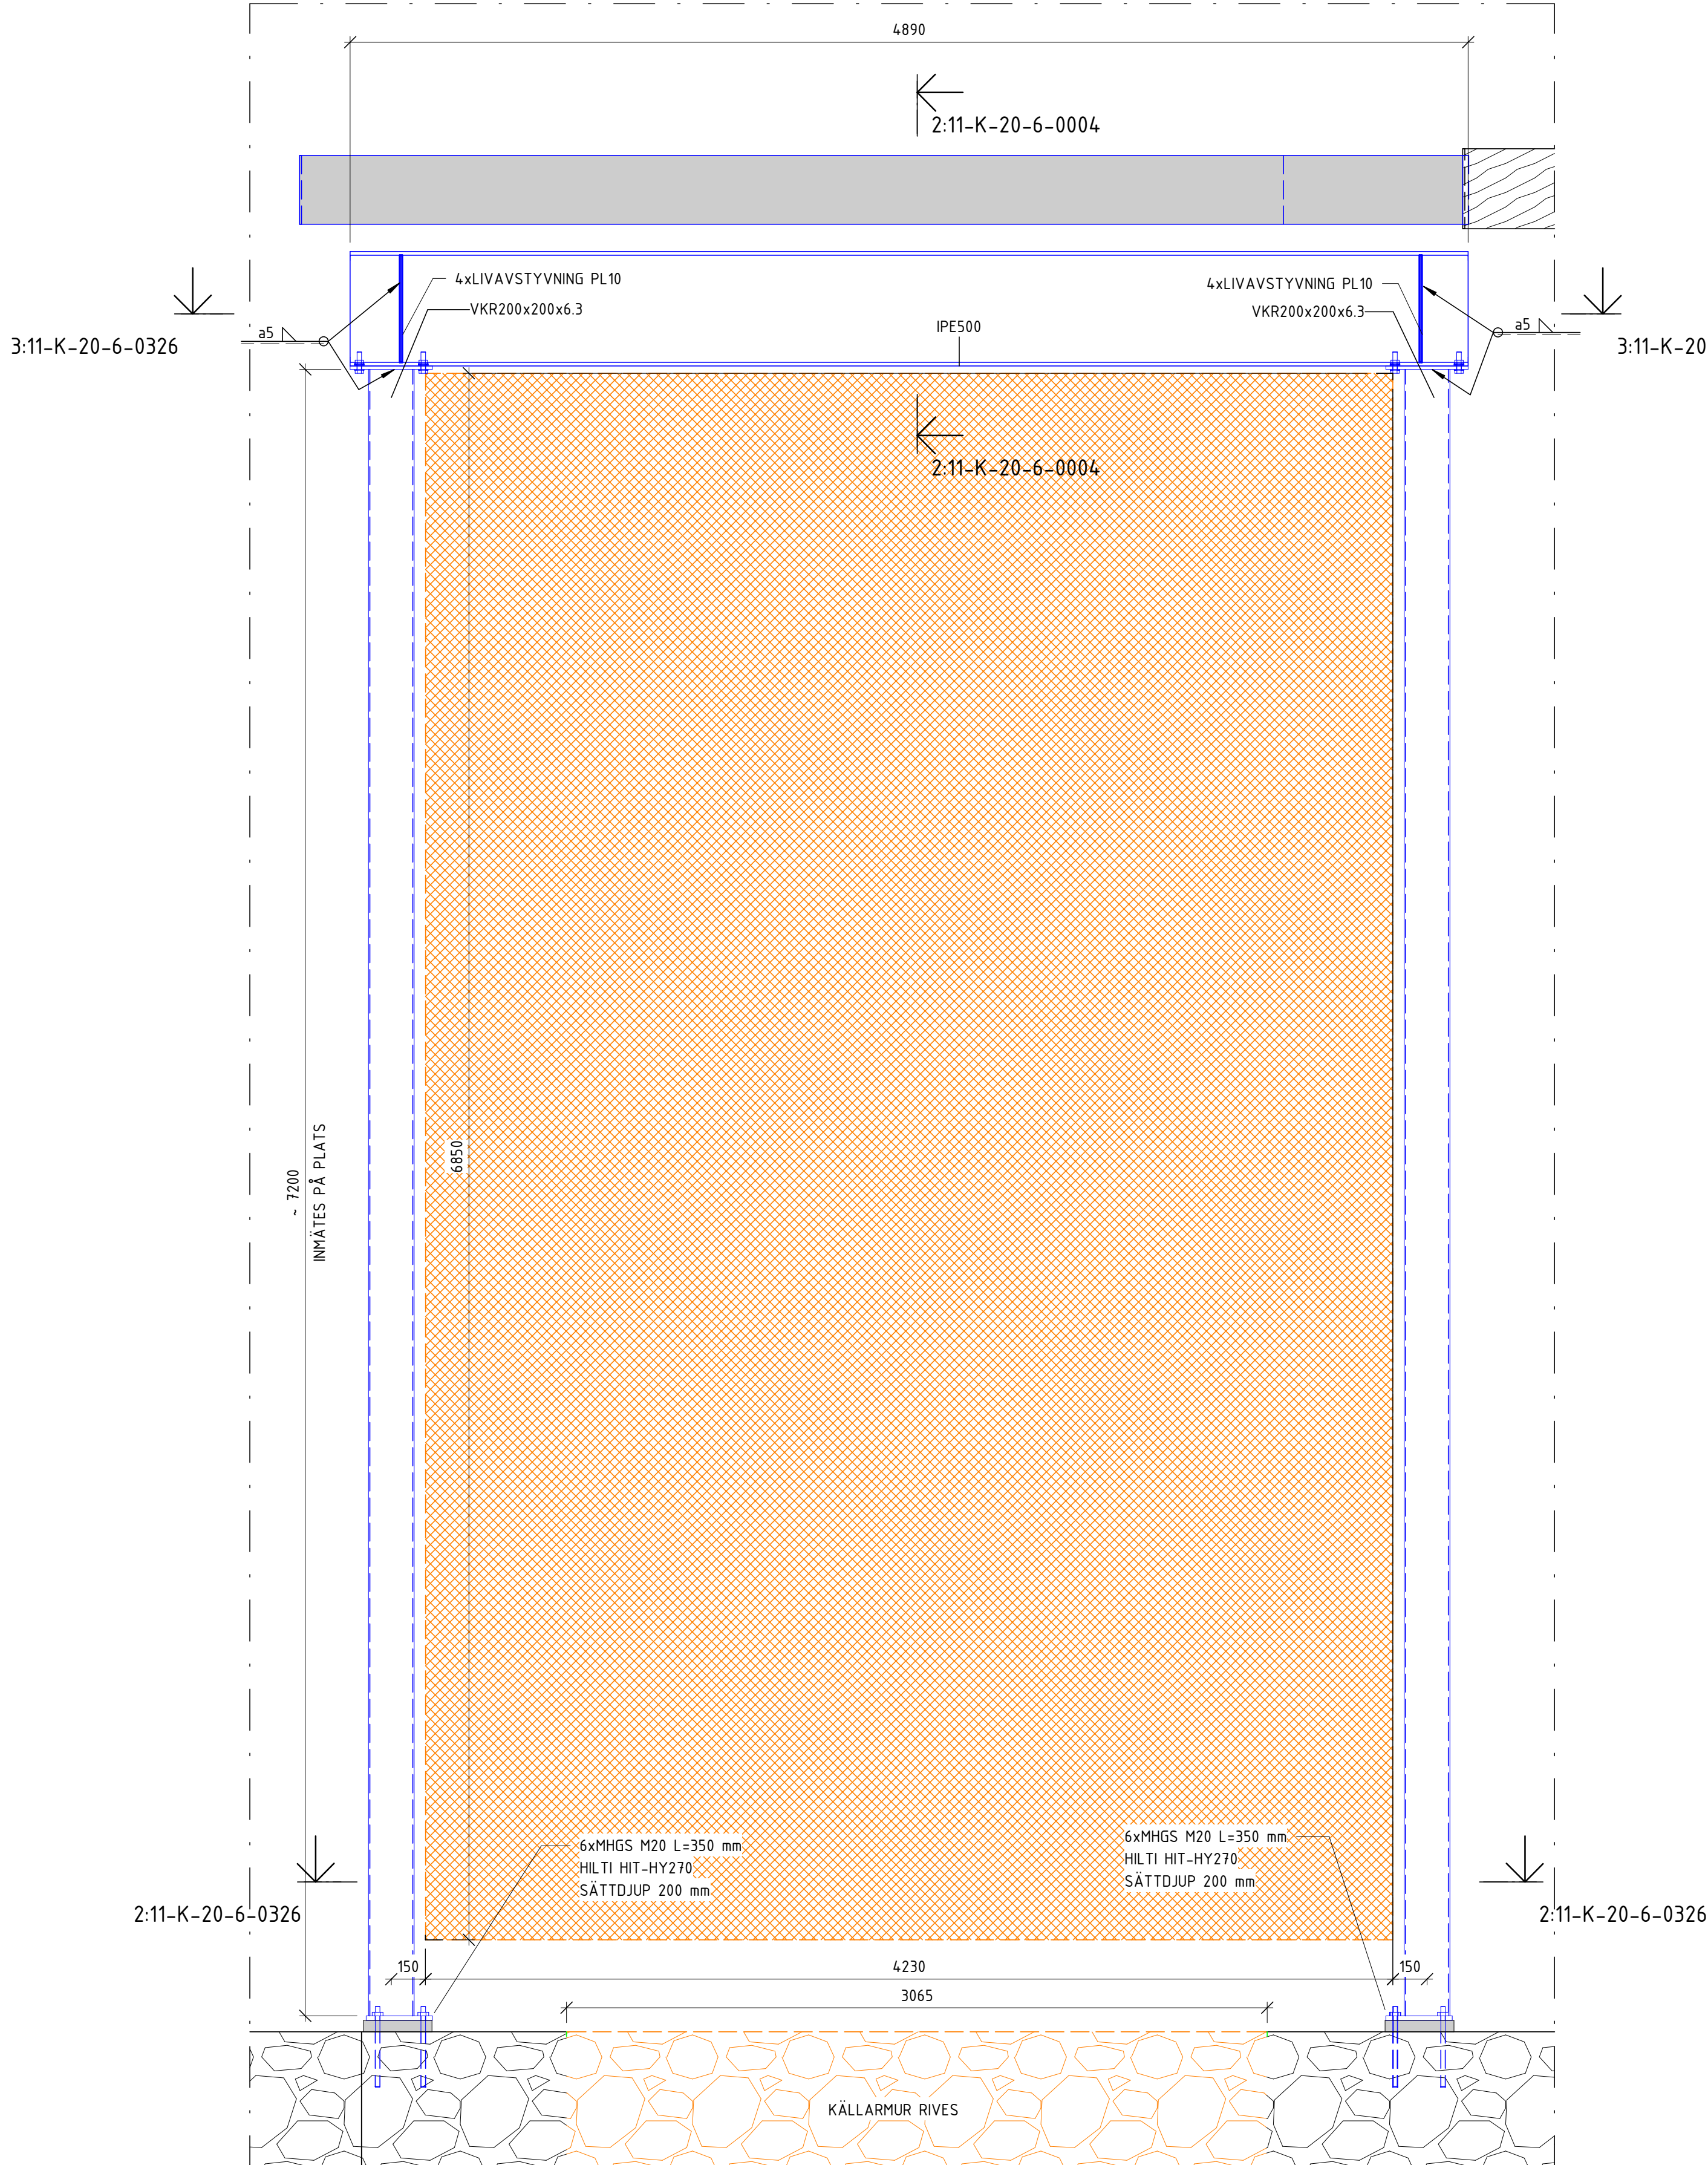 4890
2:11-K-20-6-0004
4xLIVAVSTYVNING PL10
4xLIVAVSTYVNING PL10
VKR200x200x6.3
VKR200x200x6.3
IPE500
a5
a5
3:11-K-20-6-0326
3:11-K-20
2:11-K-20-6-0004
~ 7200
INMÄTES PÅ PLATS
6850
6xMHGS M20 L=350 mm
HILTI HIT-HY270
SÄTTDJUP 200 mm
6xMHGS M20 L=350 mm
HILTI HIT-HY270
SÄTTDJUP 200 mm
2:11-K-20-6-0326
2:11-K-20-6-0326
150
4230
150
3065
KÄLLARMUR RIVES